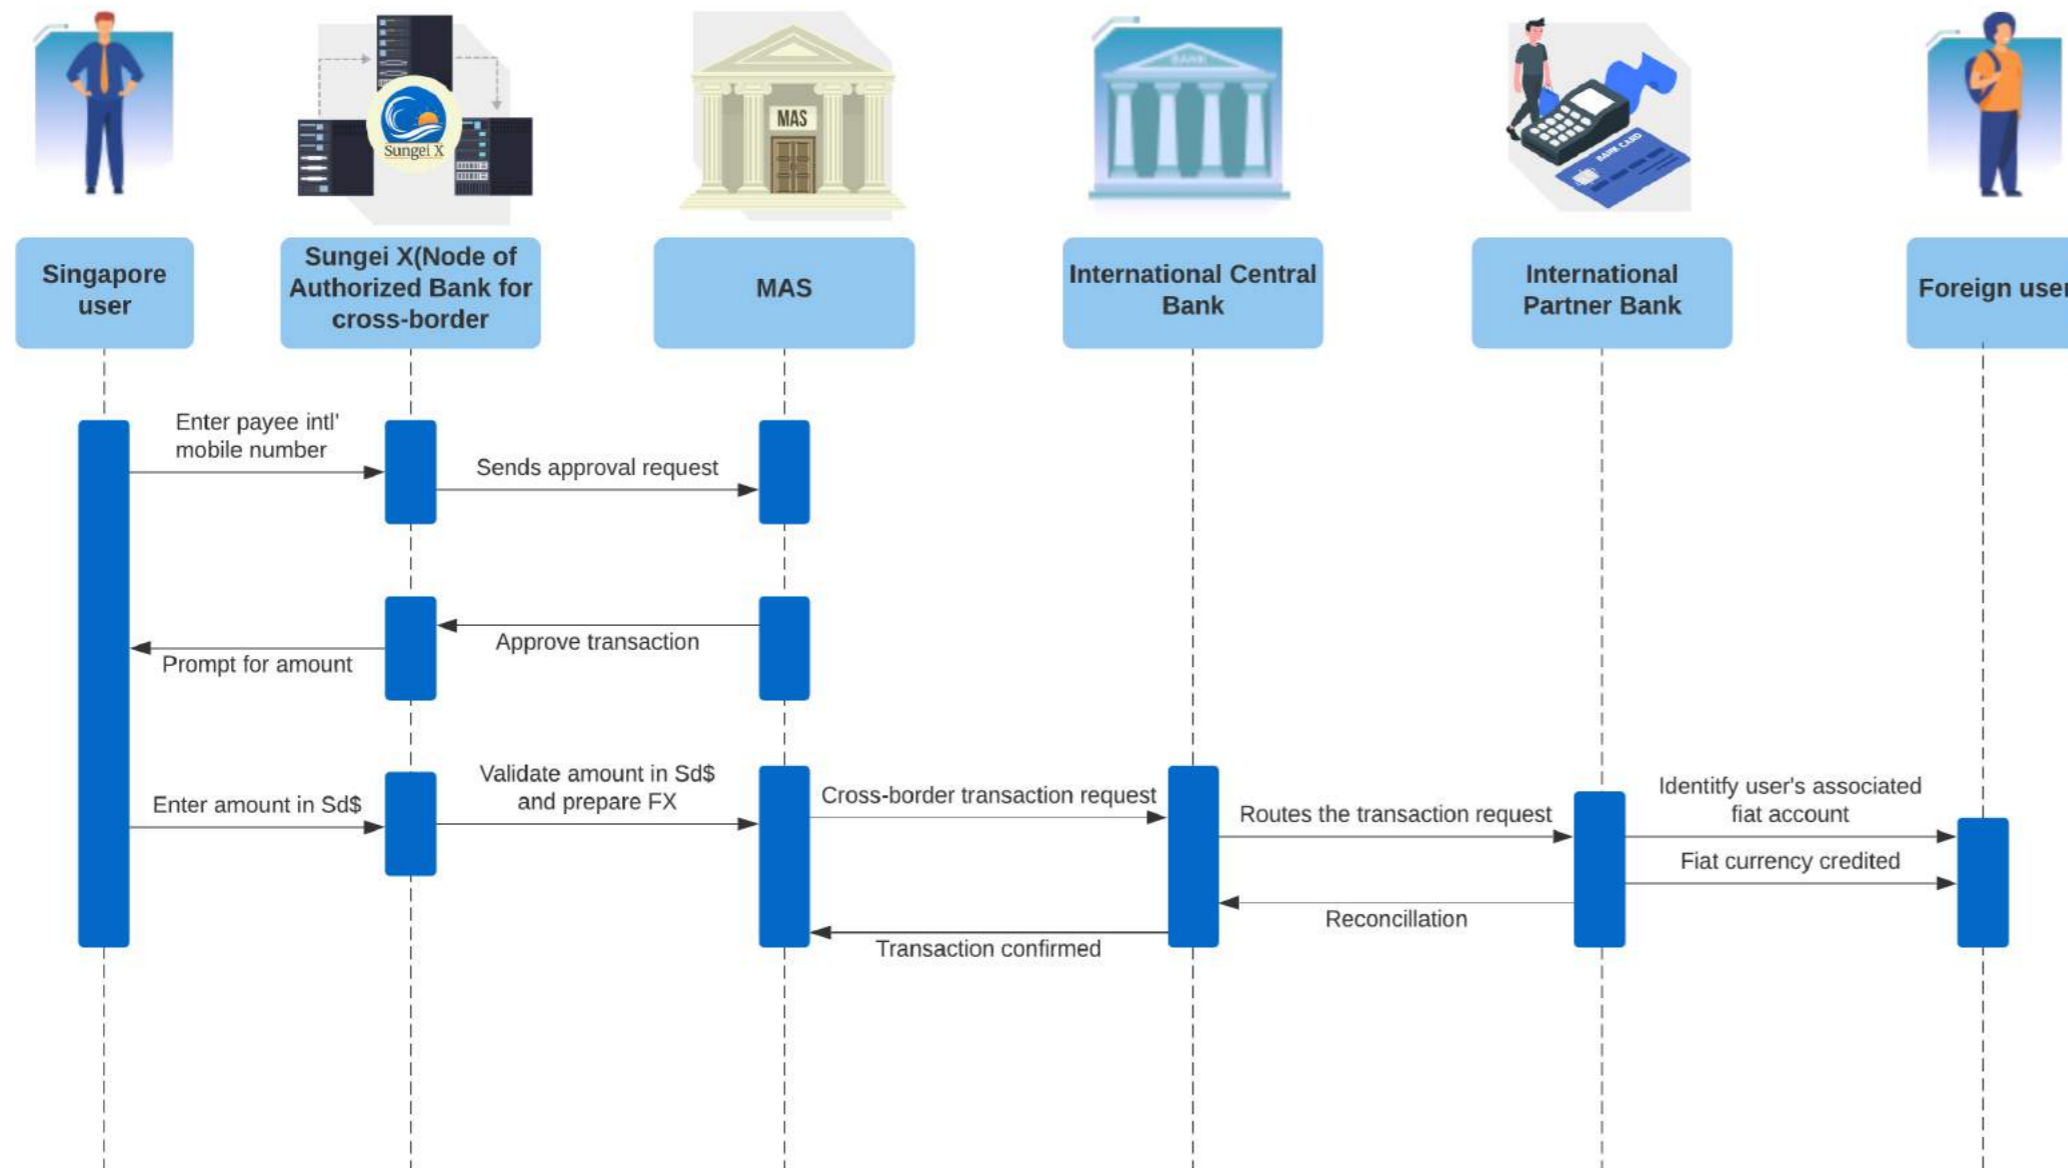 Sungei X
MAS
BANK
BANK CARD
Singapore
user
Sungei X(Node of
Authorized Bank for
cross-border
MAS
International Central
Bank
International
Partner Bank
Foreign user
Enter payee intl'
mobile number
Sends approval request
Approve transaction
Prompt for amount
Validate amount in Sd$
and prepare FX
Enter amount in Sd$
Cross-border transaction request
Routes the transaction request
Identitfy user's associated
fiat account
Fiat currency credited
Reconcillation
Transaction confirmed